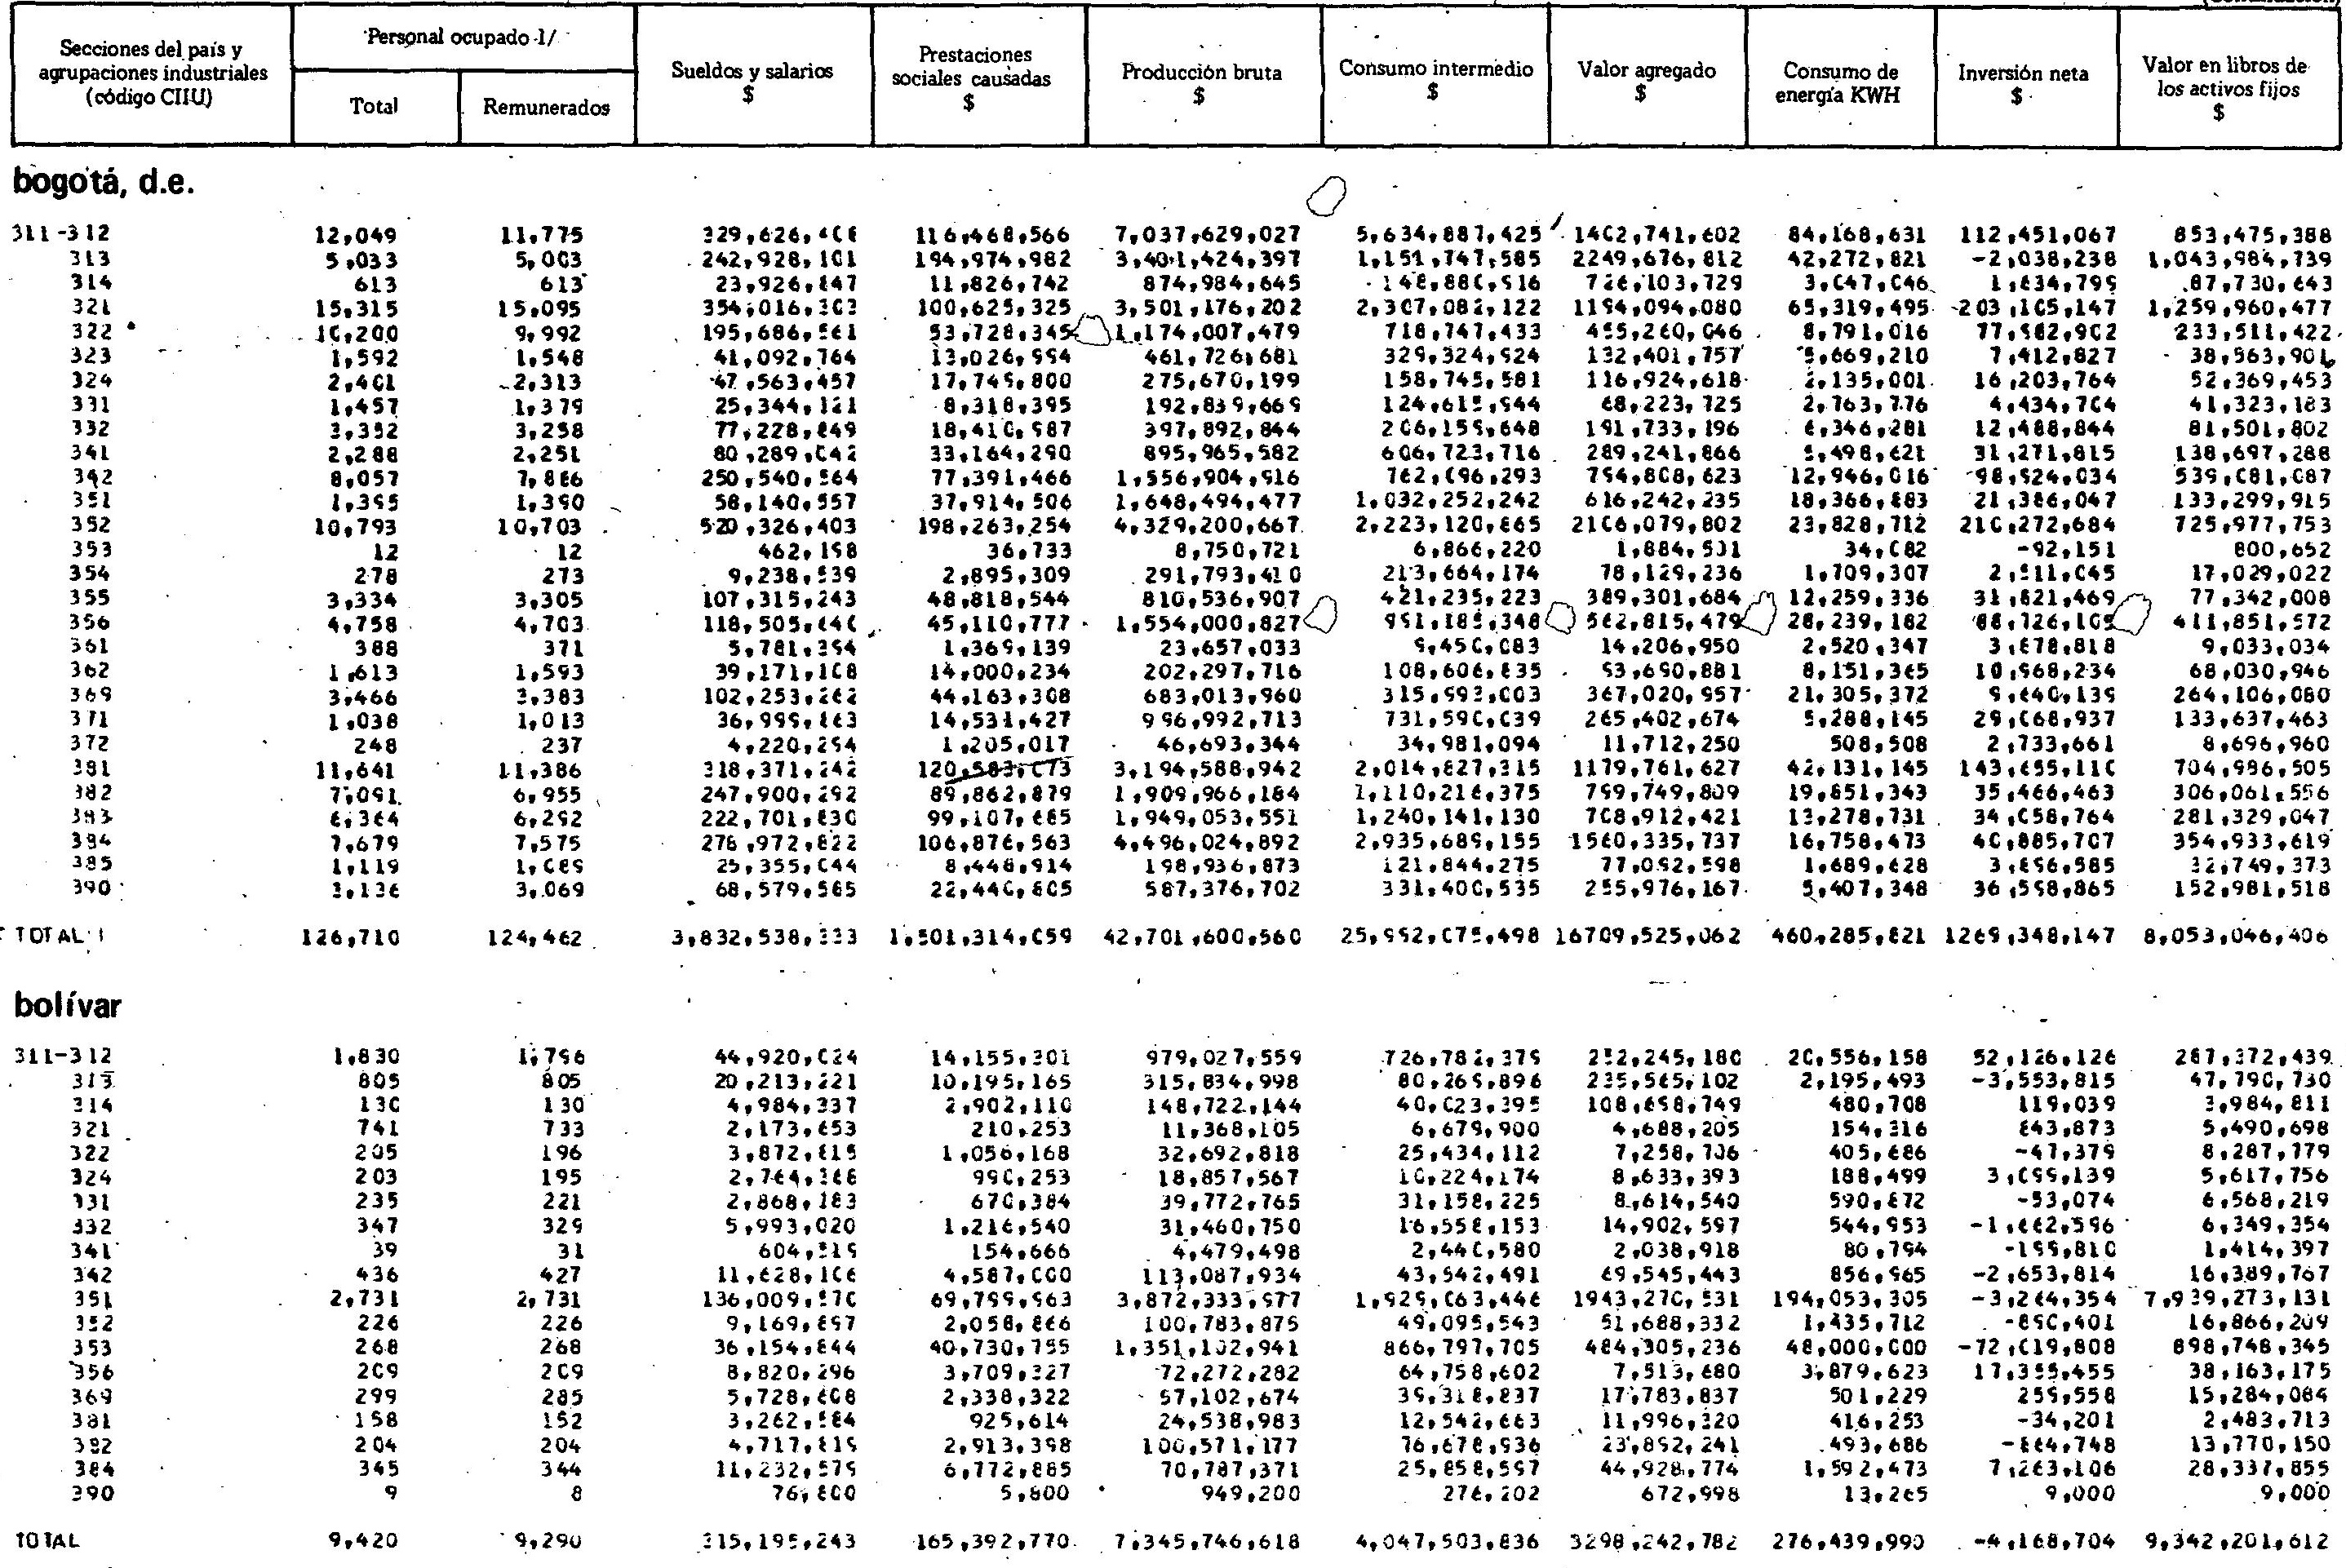 (Continuación)
Secciones del país y agrupaciones industriales (código CIIU) Personal ocupado 1/ Total Remunerados Sueldos y salarios $ Prestaciones sociales causadas $ Producción bruta $ Consumo intermedio $ Valor agregado $ Consumo de energía KWH Inversión neta $ Valor en libros de los activos fijos $
bogotá, d.e.
311-312 12,049 11,775 329,626,408 116,468,566 7,037,629,027 5,634,887,425 1402,741,602 84,168,631 112,451,067 853,475,388
313 5,033 5,003 242,928,101 194,974,982 3,401,424,397 1,151,747,585 2249,676,812 42,272,821 -2,038,238 1,043,984,739
314 613 613 23,926,847 11,826,742 874,984,645 148,880,916 726,103,729 3,047,046 1,834,799 87,730,643
321 15,315 15,095 354,016,303 100,625,325 3,501,176,202 2,307,082,122 1194,094,080 65,319,495 203,105,147 1,259,960,477
322 10,200 9,992 195,686,561 53,728,345 1,174,007,479 718,747,433 455,260,046 8,791,016 77,982,902 233,511,422
323 1,592 1,548 41,092,764 13,026,994 461,726,681 329,324,924 132,401,757 5,669,210 7,412,827 38,563,901
324 2,401 2,313 47,563,457 17,745,800 275,670,199 158,745,581 116,924,618 2,135,001 16,203,764 52,369,453
331 1,457 1,379 25,344,121 8,318,395 192,839,669 124,615,944 68,223,725 2,763,776 4,434,704 41,323,183
332 3,352 3,258 77,228,849 18,410,987 397,892,844 206,159,648 191,733,196 6,346,281 12,488,844 81,501,802
341 2,288 2,251 80,289,042 33,164,290 895,965,582 606,723,716 289,241,866 5,498,621 31,271,815 138,697,288
342 8,057 7,886 250,540,564 77,391,466 1,556,904,916 762,096,293 794,808,623 12,946,016 98,924,034 539,081,087
351 1,395 1,390 58,140,557 37,914,506 1,648,494,477 1,032,252,242 616,242,235 18,366,883 21,386,047 133,299,915
352 10,793 10,703 520,326,403 198,263,254 4,329,200,667 2,223,120,865 2106,079,802 23,828,712 210,272,684 725,977,753
353 12 12 462,198 36,733 8,750,721 6,866,220 1,884,501 34,082 -92,151 800,652
354 278 273 9,238,539 2,895,309 291,793,410 213,664,174 78,129,236 1,709,307 2,511,045 17,029,022
355 3,334 3,305 107,315,243 48,818,544 810,536,907 421,235,223 389,301,684 12,259,336 31,821,469 77,342,008
356 4,758 4,703 118,505,640 45,110,777 1,554,000,827 991,185,348 562,815,479 28,239,182 88,726,109 411,851,572
361 388 371 5,781,394 1,369,139 23,657,033 9,450,083 14,206,950 2,520,347 3,878,818 9,033,034
362 1,613 1,593 39,171,108 14,000,234 202,297,716 108,606,835 93,690,881 8,151,365 10,968,234 68,030,946
369 3,466 3,383 102,253,262 44,163,308 683,013,960 315,993,003 367,020,957 21,305,372 9,640,139 264,106,080
371 1,038 1,013 36,999,863 14,531,427 996,992,713 731,590,039 265,402,674 5,288,145 29,068,937 133,637,463
372 248 237 4,220,254 1,205,017 46,693,344 34,981,094 11,712,250 508,508 2,733,661 8,696,960
381 11,641 11,386 318,371,242 120,583,073 3,194,588,942 2,014,827,315 1179,761,627 42,131,145 143,655,110 704,986,505
382 7,091 6,955 247,900,292 89,862,879 1,909,966,184 1,110,216,375 799,749,809 19,851,343 35,466,463 306,061,556
383 6,364 6,292 222,701,830 99,107,685 1,949,053,551 1,240,141,130 708,912,421 13,278,731 34,058,764 281,329,047
384 7,679 7,575 276,972,822 106,876,563 4,496,024,892 2,935,689,155 1560,335,737 16,758,473 40,885,707 354,933,619
385 1,119 1,089 25,355,044 8,448,914 198,936,873 121,844,275 77,092,598 1,689,628 3,896,585 32,749,373
390 3,136 3,069 68,579,565 22,440,805 587,376,702 331,400,535 255,976,167 5,407,348 36,598,865 152,981,518
TOTAL 126,710 124,462 3,832,538,333 1,501,314,059 42,701,600,560 25,992,075,498 16709,525,062 460,285,821 1269,348,147 8,053,046,406
bolívar
311-312 1,830 1,796 44,920,024 14,155,301 979,027,559 726,782,379 252,245,180 20,556,158 52,126,126 287,372,439
313 805 805 20,213,221 10,195,165 315,834,998 80,269,896 235,565,102 2,195,493 -3,553,815 47,790,730
314 130 130 4,984,337 2,902,110 148,722,144 40,023,395 108,698,749 480,708 119,039 3,984,811
321 741 733 2,173,653 210,253 11,368,105 6,679,900 4,688,205 154,316 843,873 5,490,698
322 205 196 3,872,815 1,056,168 32,692,818 25,434,112 7,258,706 405,686 -47,379 8,287,779
324 203 195 2,764,366 990,253 18,857,567 10,224,174 8,633,393 188,499 3,099,139 5,617,756
331 235 221 2,868,183 670,384 39,772,765 31,158,225 8,614,540 590,872 -53,074 6,568,219
332 347 329 5,993,020 1,216,540 31,460,750 16,558,153 14,902,597 544,953 -1,662,596 6,349,354
341 39 31 604,519 154,666 4,479,498 2,440,580 2,038,918 80,794 -195,810 1,414,397
342 436 427 11,628,106 4,587,000 113,087,934 43,542,491 69,545,443 856,965 -2,653,814 16,389,767
351 2,731 2,731 136,009,570 69,799,963 3,872,333,977 1,929,063,446 1943,270,531 194,053,305 -3,264,354 7,939,273,131
352 226 226 9,169,897 2,058,866 100,783,875 49,095,543 51,688,332 1,435,712 -890,401 16,866,209
353 268 268 36,154,844 40,730,755 1,351,102,941 866,797,705 484,305,236 48,000,000 -72,019,808 898,748,345
356 209 209 8,820,296 3,709,327 72,272,282 64,758,602 7,513,680 3,879,623 17,355,455 38,163,175
369 299 285 5,728,608 2,338,322 57,102,674 39,318,837 17,783,837 501,229 259,558 15,284,084
381 158 152 3,262,584 925,614 24,538,983 12,542,663 11,996,320 416,253 -34,201 2,483,713
382 204 204 4,717,819 2,913,398 100,571,177 76,678,936 23,892,241 493,686 -864,748 13,770,150
384 345 344 11,232,579 6,772,885 70,787,371 25,858,597 44,928,774 1,592,473 7,263,106 28,337,855
390 9 8 76,800 5,800 949,200 276,202 672,998 13,265 9,000 9,000
TOTAL 9,420 9,290 315,195,243 165,392,770 7,345,746,618 4,047,503,836 3298,242,782 276,439,990 -4,168,704 9,342,201,612